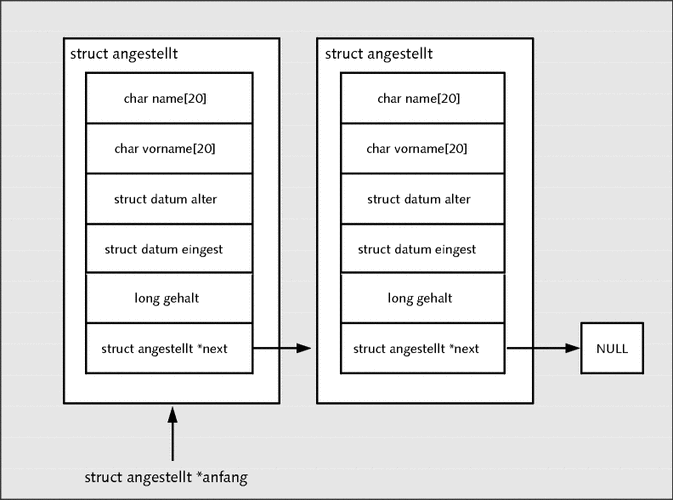 struct angestellt
char name[20]
char vorname[20]
struct datum alter
struct datum eingest
long gehalt
struct angestellt *next
struct angestellt
char name[20]
char vorname[20]
struct datum alter
struct datum eingest
long gehalt
struct angestellt *next
NULL
struct angestellt *anfang